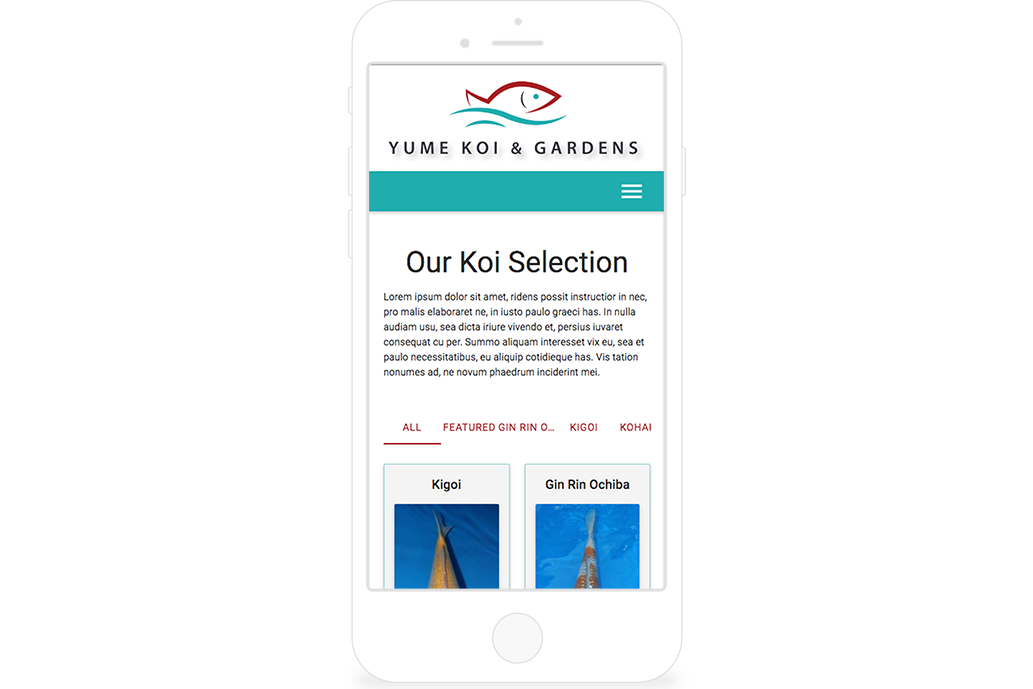 YUME KOI & GARDENS
Our Koi Selection
Lorem ipsum dolor sit amet, ridens possit instructior in nec,
pro malis elaboraret ne, in iusto paulo graeci has. In nulla
audiam usu, sea dicta iriure vivendo et, persius iuvaret
consequat cu per. Summo aliquam interesset vix eu, sea et
paulo necessitatibus, eu aliquip cotidieque has. Vis tation
nonumes ad, ne novum phaedrum inciderint mei.
ALL FEATURED GIN RIN O... KIGOI KOHAI
Kigoi Gin Rin Ochiba